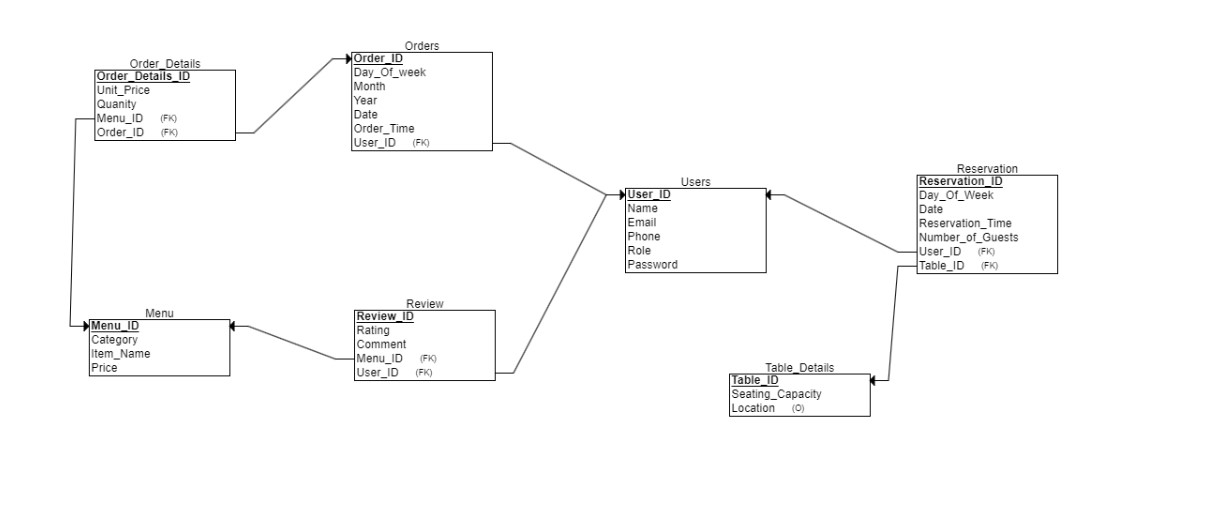 Order_Details
Order_Details_ID
Unit_Price
Quanity
Menu_ID (FK)
Order_ID (FK)
Orders
Order_ID
Day_Of_week
Month
Year
Date
Order_Time
User_ID (FK)
Users
User_ID
Name
Email
Phone
Role
Password
Reservation
Reservation_ID
Day_Of_Week
Date
Reservation_Time
Number_of_Guests
User_ID (FK)
Table_ID (FK)
Menu
Menu_ID
Category
Item_Name
Price
Review
Review_ID
Rating
Comment
Menu_ID (FK)
User_ID (FK)
Table_Details
Table_ID
Seating_Capacity
Location (O)